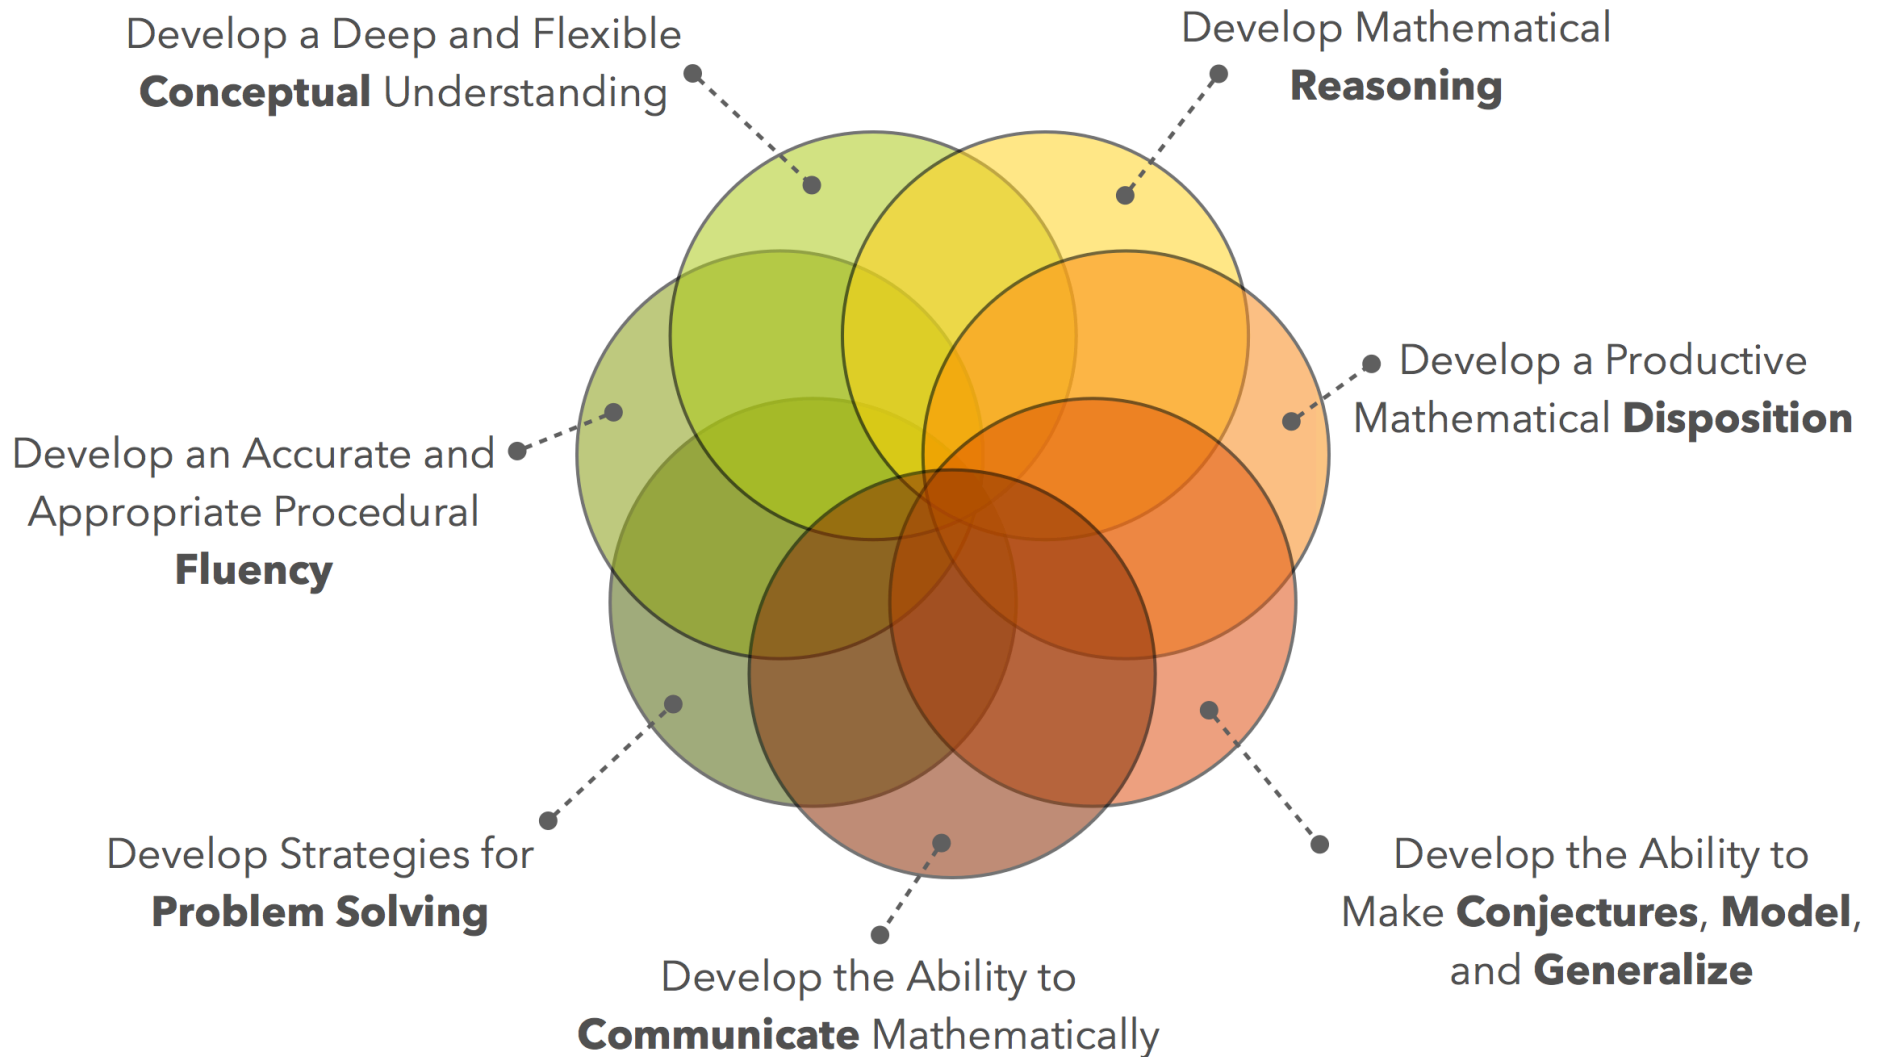 Develop a Deep and Flexible
Conceptual Understanding
Develop Mathematical
Reasoning
Develop a Productive
Mathematical Disposition
Develop an Accurate and
Appropriate Procedural
Fluency
Develop Strategies for
Problem Solving
Develop the Ability to
Make Conjectures, Model,
and Generalize
Develop the Ability to
Communicate Mathematically